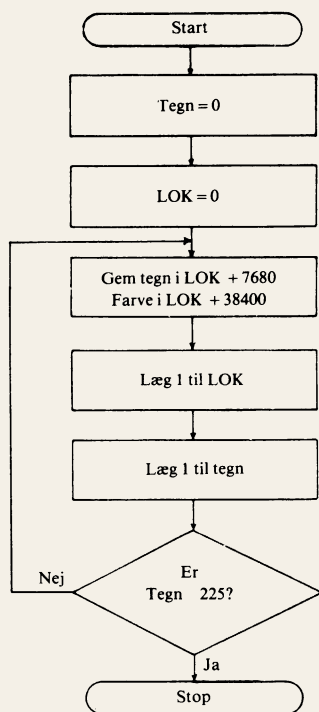 Start
Tegn = 0
LOK = 0
Gem tegn i LOK + 7680
Farve i LOK + 38400
Læg 1 til LOK
Læg 1 til tegn
Er
Tegn 225?
Nej
Ja
Stop